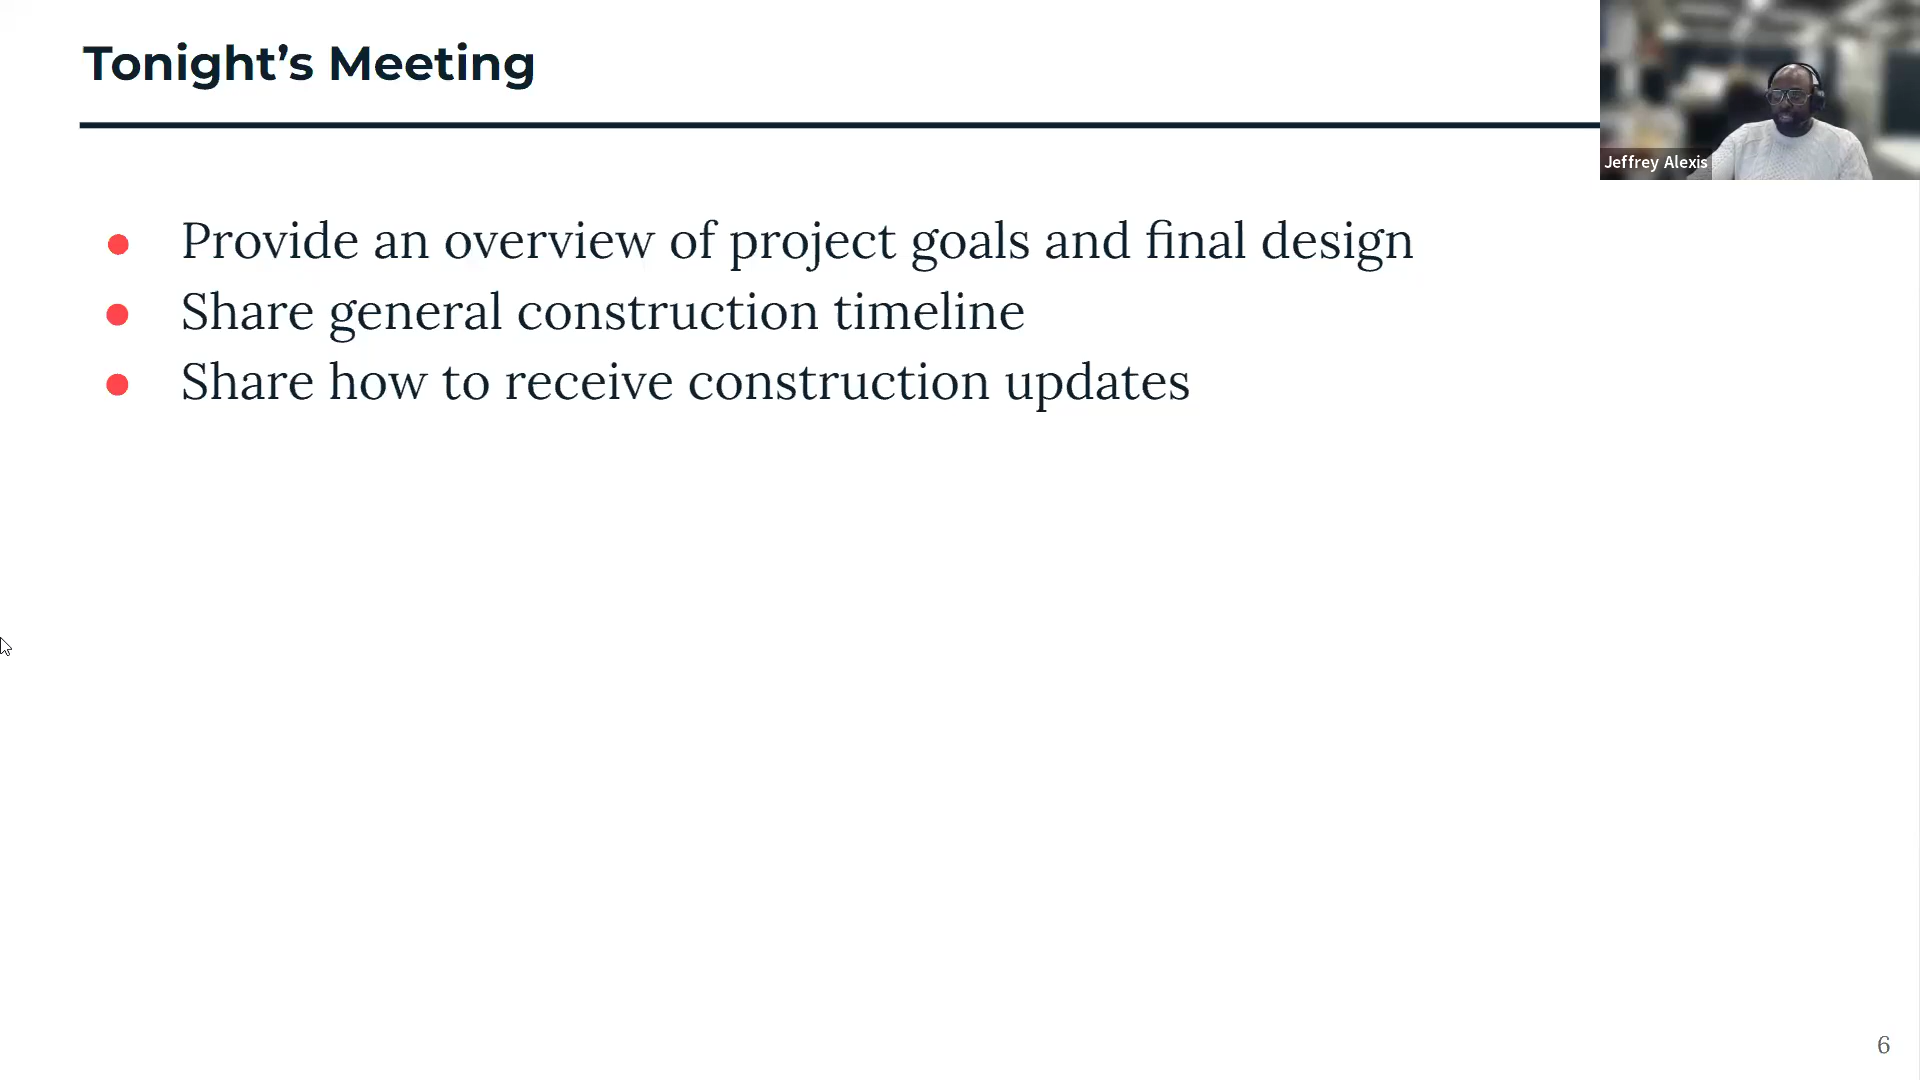 Tonight’s Meeting
Jeffrey Alexis
● Provide an overview of project goals and final design
● Share general construction timeline
● Share how to receive construction updates
6